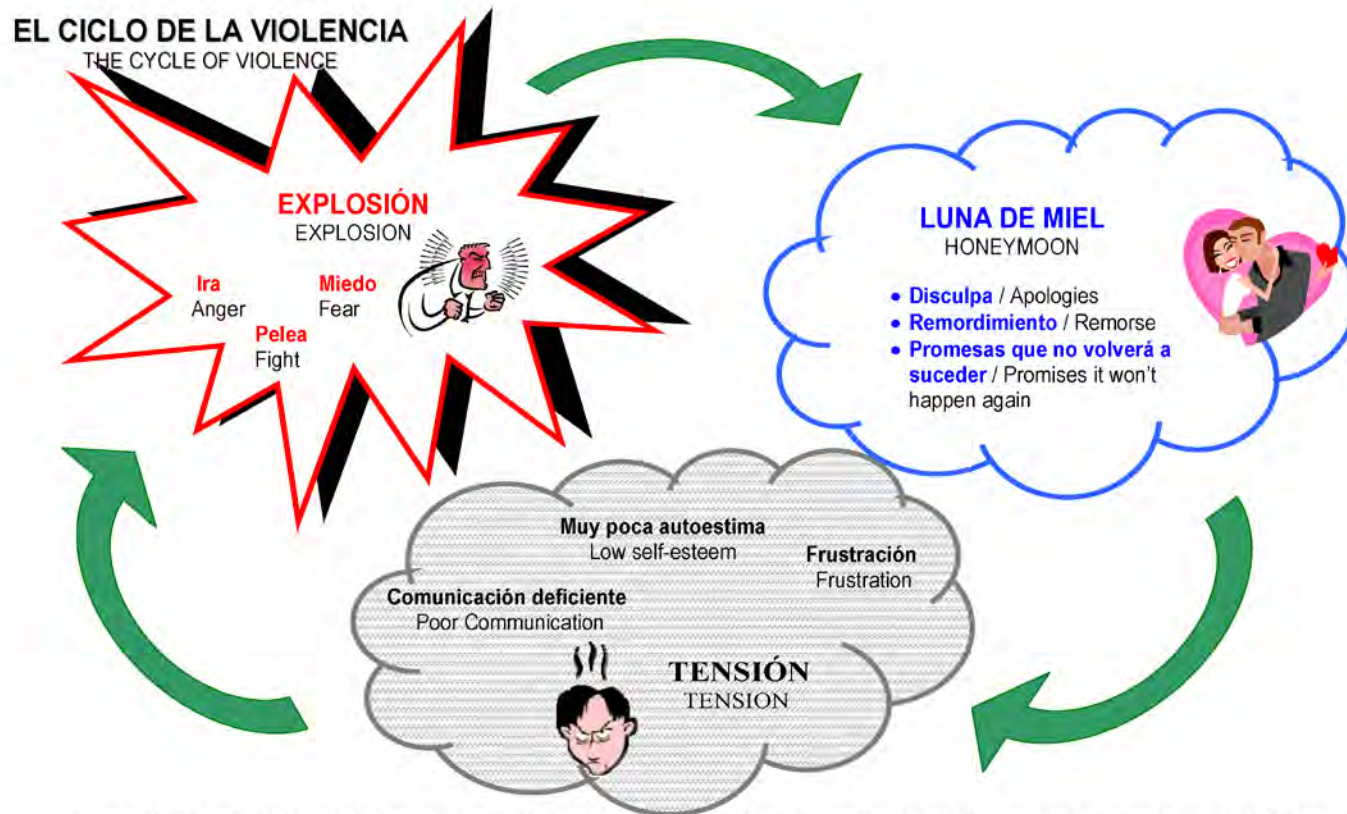 EL CICLO DE LA VIOLENCIA
THE CYCLE OF VIOLENCE
EXPLOSIÓN
EXPLOSION
Ira
Anger
Miedo
Fear
Pelea
Fight
LUNA DE MIEL
HONEYMOON
• Disculpa / Apologies
• Remordimiento / Remorse
• Promesas que no volverá a
suceder / Promises it won't
happen again
Muy poca autoestima
Low self-esteem
Frustración
Frustration
Comunicación deficiente
Poor Communication
TENSIÓN
TENSION